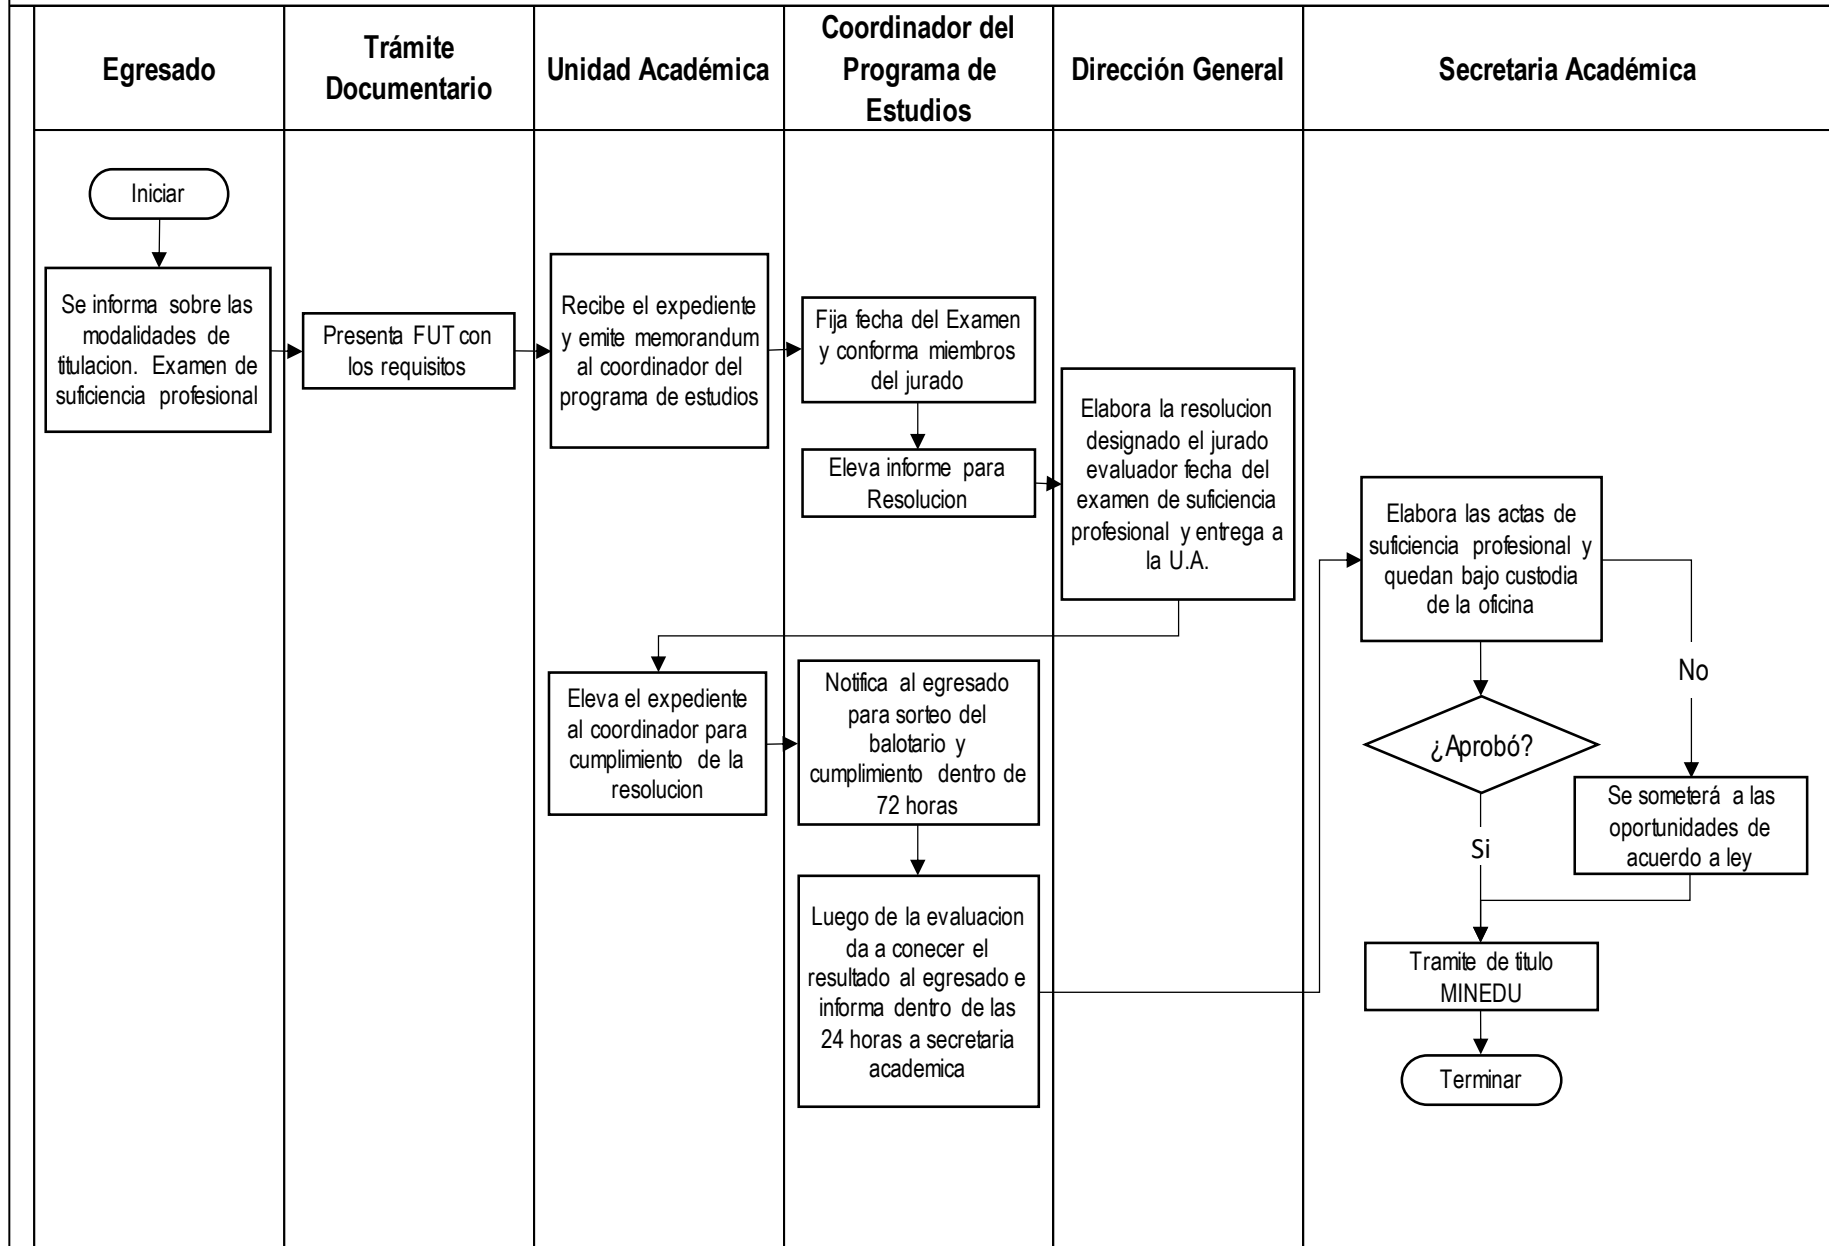 Egresado
Trámite
Documentario
Unidad Académica
Coordinador del
Programa de
Estudios
Dirección General
Secretaria Académica
Iniciar
Se informa sobre las
modalidades de
titulacion. Examen de
suficiencia profesional
Presenta FUT con
los requisitos
Recibe el expediente
y emite memorandum
al coordinador del
programa de estudios
Fija fecha del Examen
y conforma miembros
del jurado
Eleva informe para
Resolucion
Elabora la resolucion
designado el jurado
evaluador fecha del
examen de suficiencia
profesional y entrega a
la U.A.
Eleva el expediente
al coordinador para
cumplimiento de la
resolucion
Notifica al egresado
para sorteo del
balotario y
cumplimiento dentro de
72 horas
Luego de la evaluacion
da a conecer el
resultado al egresado e
informa dentro de las
24 horas a secretaria
academica
Elabora las actas de
suficiencia profesional y
quedan bajo custodia
de la oficina
¿Aprobó?
No
Si
Se someterá a las
oportunidades de
acuerdo a ley
Tramite de titulo
MINEDU
Terminar